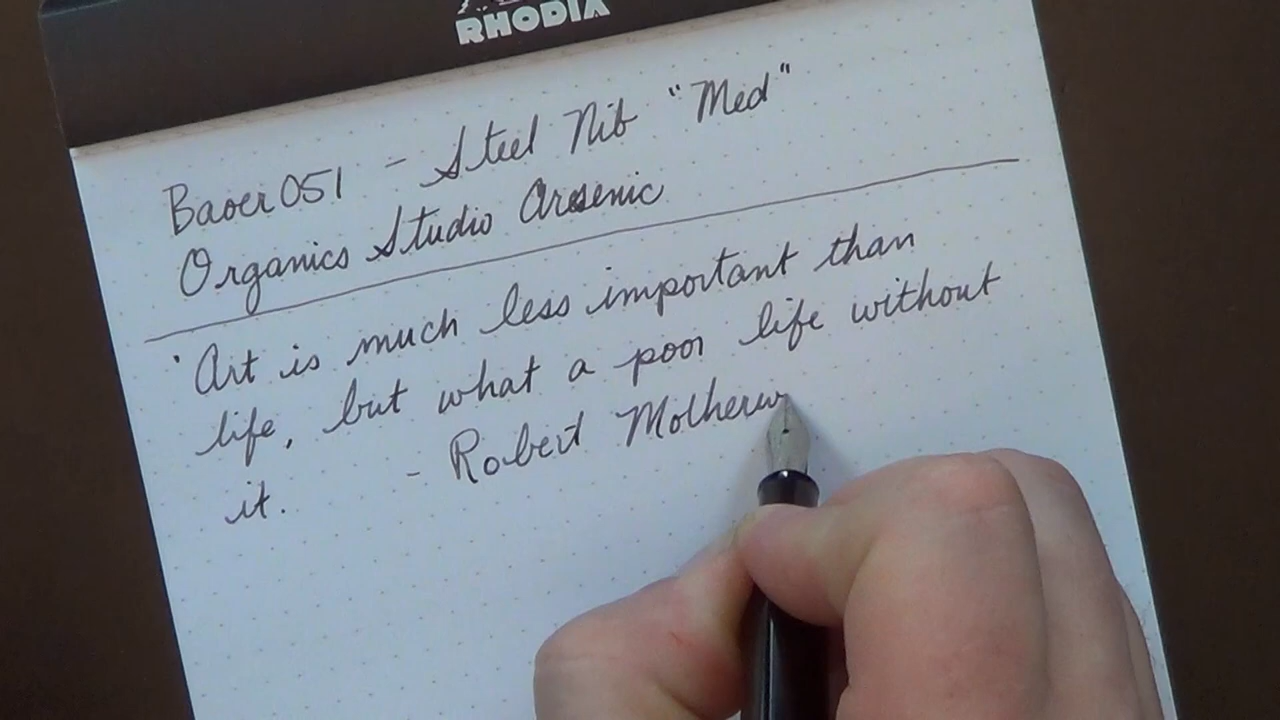 RHODIA
Baoer 051 - Steel Nib "Med"
Organics Studio Arsenic
'Art is much less important than
life, but what a poor life without
it. - Robert Motherw